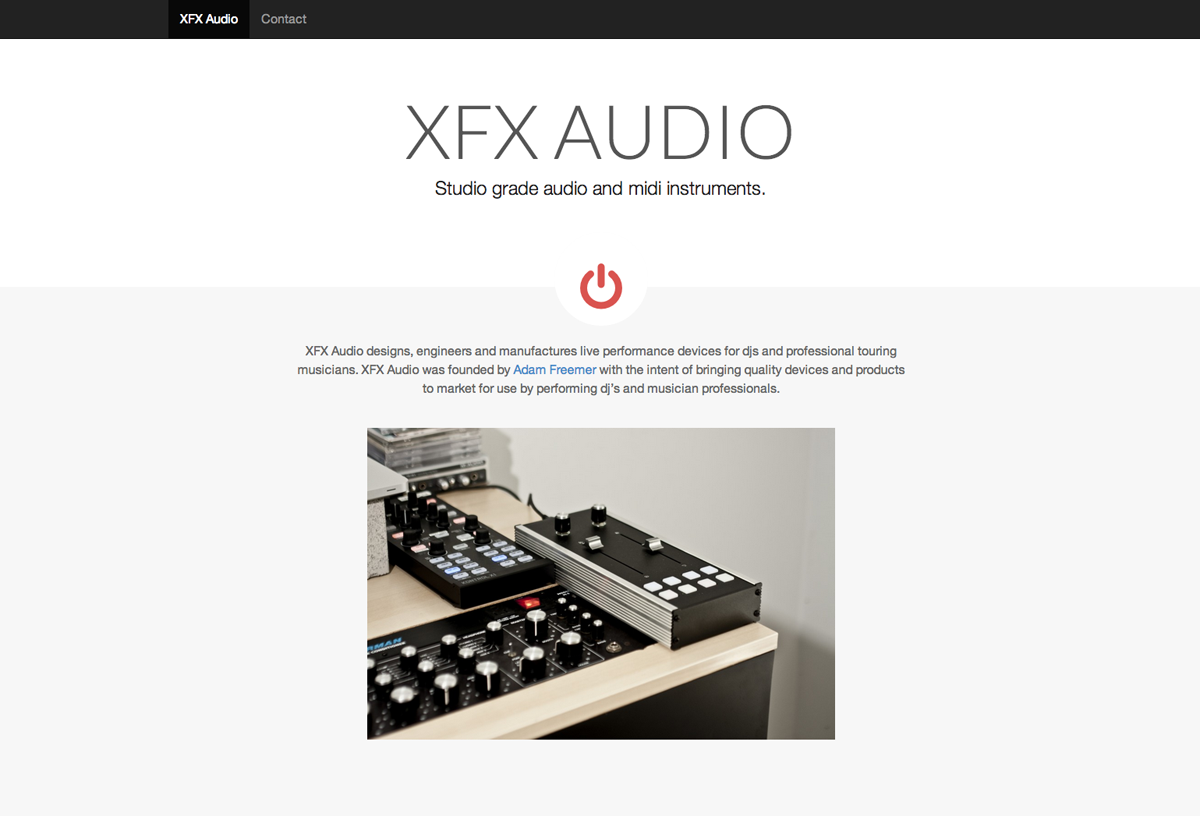 XFX Audio Contact
XFX AUDIO
Studio grade audio and midi instruments.
XFX Audio designs, engineers and manufactures live performance devices for djs and professional touring
musicians. XFX Audio was founded by Adam Freemer with the intent of bringing quality devices and products
to market for use by performing dj's and musician professionals.